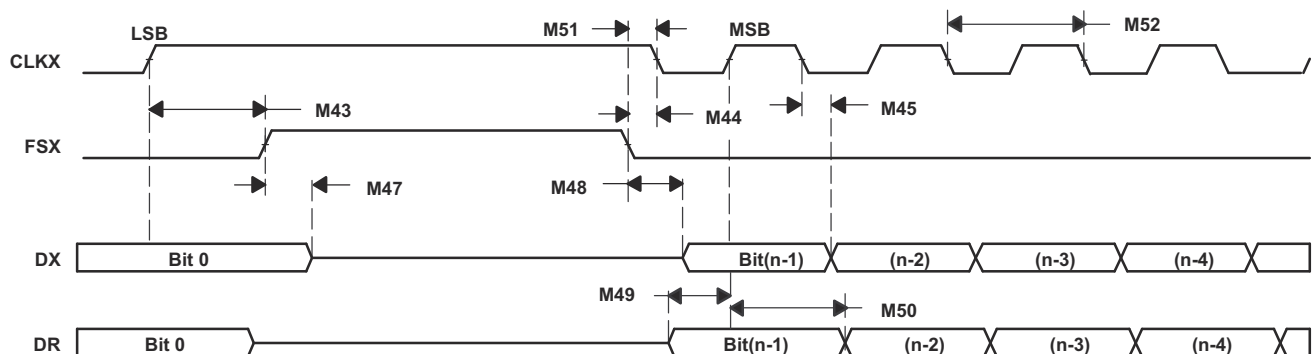 LSB M51 MSB M52
CLKX
M43 M44 M45
FSX
M47 M48
DX Bit 0 Bit(n-1) (n-2) (n-3) (n-4)
M49 M50
DR Bit 0 Bit(n-1) (n-2) (n-3) (n-4)